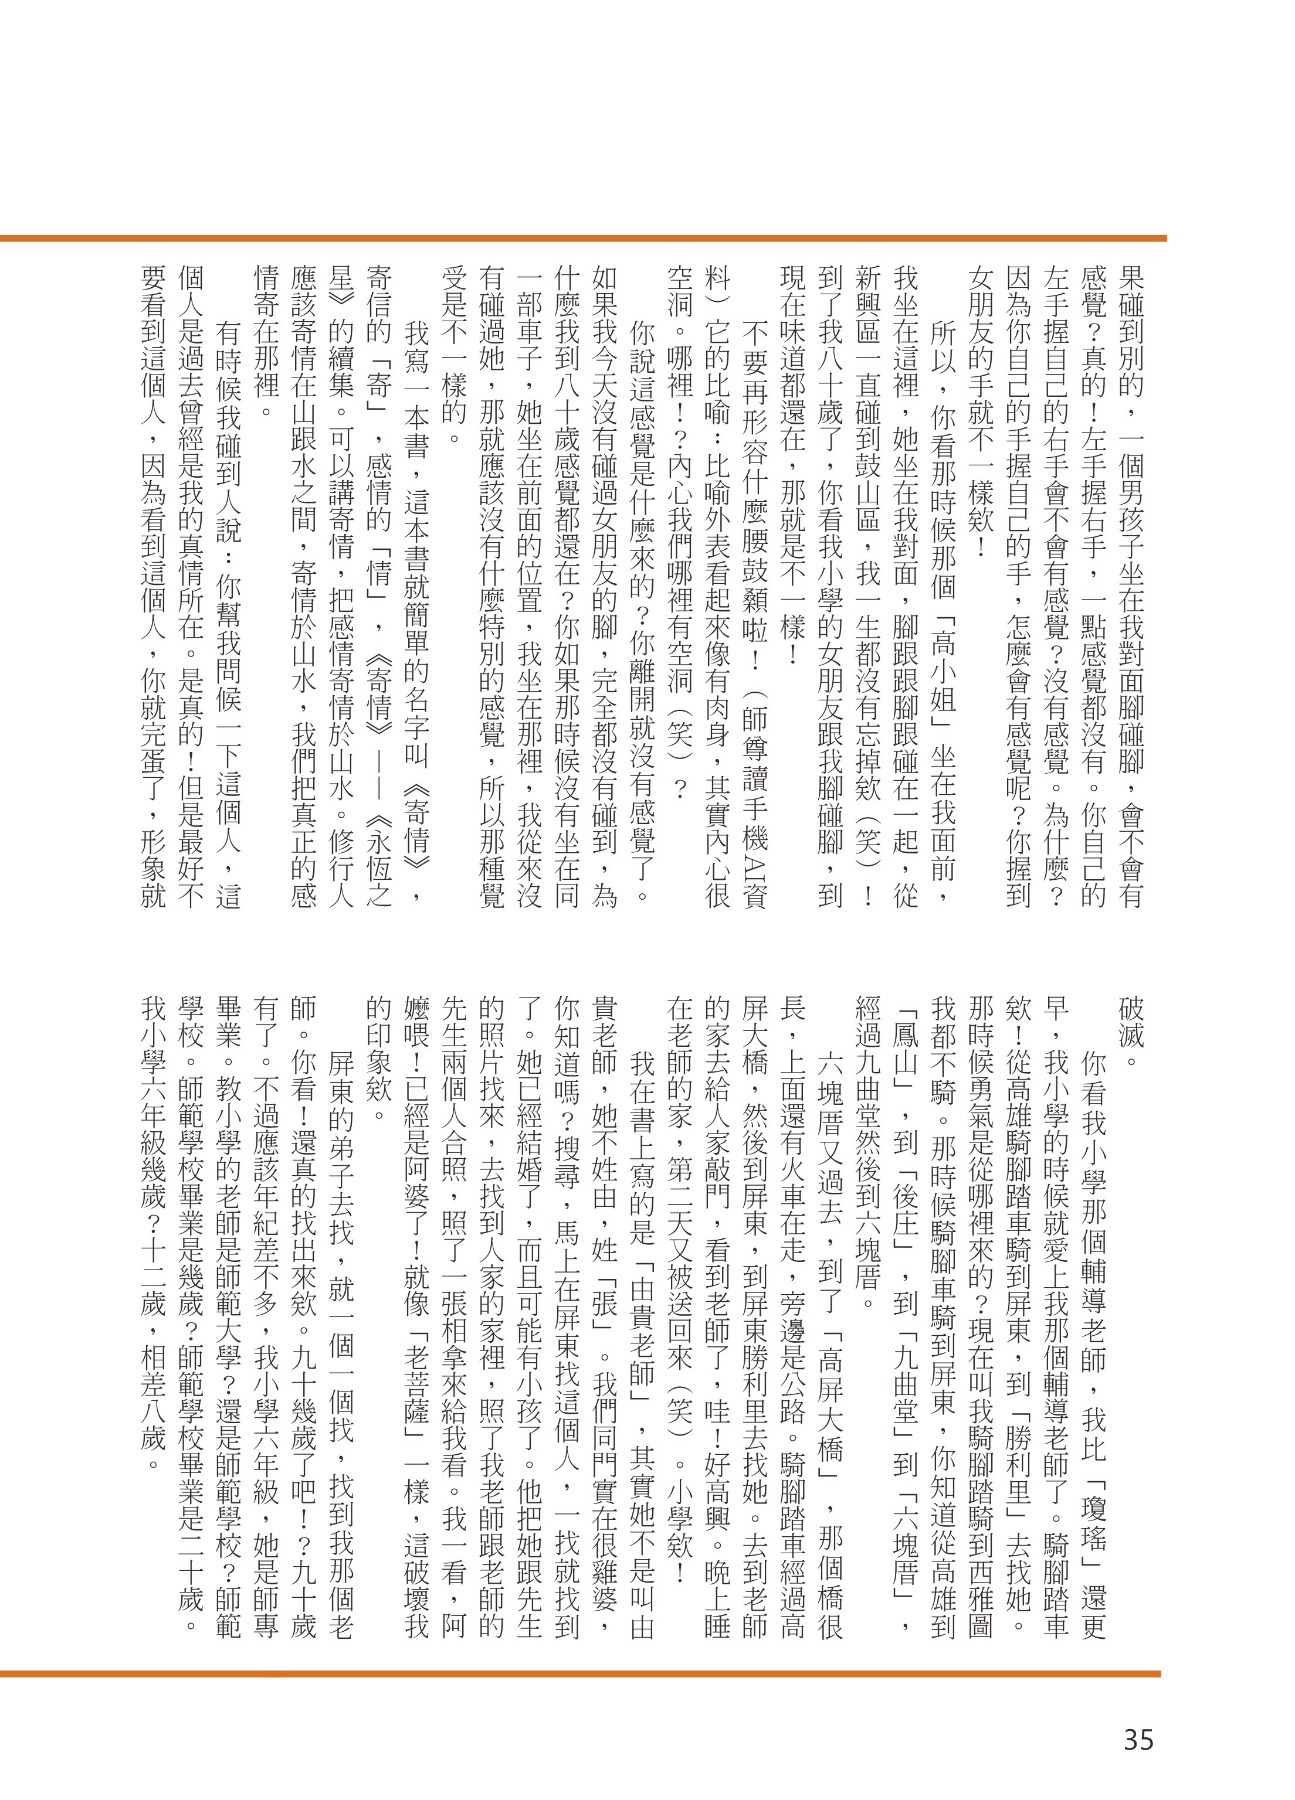 果碰到別的，一個男孩子坐在我對面腳碰腳，會不會有
感覺？真的！左手握右手，一點感覺都沒有。你自己的
左手握自己的右手會不會有感覺？沒有感覺。為什麼？
因為你自己的手握自己的手，怎麼會有感覺呢？你握到
女朋友的手就不一樣欸！
所以，你看那時候那個「高小姐」坐在我面前，
我坐在這裡，她坐在我對面，腳跟跟腳跟碰在一起，從
新興區一直碰到鼓山區，我一生都沒有忘掉欸（笑）！
到了我八十歲了，你看我小學的女朋友跟我腳碰腳，到
現在味道都還在，那就是不一樣！
不要再形容什麼腰鼓顙啦！（師尊讀手機AI資
料）它的比喻：比喻外表看起來像有肉身，其實內心很
空洞。哪裡！？內心我們哪裡有空洞（笑）？
你說這感覺是什麼來的？你離開就沒有感覺了。
如果我今天沒有碰過女朋友的腳，完全都沒有碰到，為
什麼我到八十歲感覺都還在？你如果那時候沒有坐在同
一部車子，她坐在前面的位置，我坐在那裡，我從來沒
有碰過她，那就應該沒有什麼特別的感覺，所以那種覺
受是不一樣的。
我寫一本書，這本書就簡單的名字叫《寄情》，
寄信的「寄」，感情的「情」，《寄情》——《永恆之
星》的續集。可以講寄情，把感情寄情於山水。修行人
應該寄情在山跟水之間，寄情於山水，我們把真正的感
情寄在那裡。
有時候我碰到人說：你幫我問候一下這個人，這
個人是過去曾經是我的真情所在。是真的！但是最好不
要看到這個人，因為看到這個人，你就完蛋了，形象就
破滅。
你看我小學那個輔導老師，我比「瓊瑤」還更
早，我小學的時候就愛上我那個輔導老師了。騎腳踏車
欸！從高雄騎腳踏車騎到屏東，到「勝利里」去找她。
那時候勇氣是從哪裡來的？現在叫我騎腳踏騎到西雅圖
我都不騎。那時候騎腳車騎到屏東，你知道從高雄到
「鳳山」，到「後庄」，到「九曲堂」到「六塊厝」，
經過九曲堂然後到六塊厝。
六塊厝又過去，到了「高屏大橋」，那個橋很
長，上面還有火車在走，旁邊是公路。騎腳踏車經過高
屏大橋，然後到屏東，到屏東勝利里去找她。去到老師
的家去給人家敲門，看到老師了，哇！好高興。晚上睡
在老師的家，第二天又被送回來（笑）。小學欸！
我在書上寫的是「由貴老師」，其實她不是叫由
貴老師，她不姓由，姓「張」。我們同門實在很雞婆，
你知道嗎？搜尋，馬上在屏東找這個人，一找就找到
了。她已經結婚了，而且可能有小孩了。他把她跟先生
的照片找來，去找到人家的家裡，照了我老師跟老師的
先生兩個人合照，照了一張相拿來給我看。我一看，阿
嬤喂！已經是阿婆了！就像「老菩薩」一樣，這破壞我
的印象欸。
屏東的弟子去找，就一個一個找，找到我那個老
師。你看！還真的找出來欸。九十幾歲了吧！？九十歲
有了。不過應該年紀差不多，我小學六年級，她是師專
畢業。教小學的老師是師範大學？還是師範學校？師範
學校。師範學校畢業是幾歲？師範學校畢業是二十歲。
我小學六年級幾歲？十二歲，相差八歲。
35